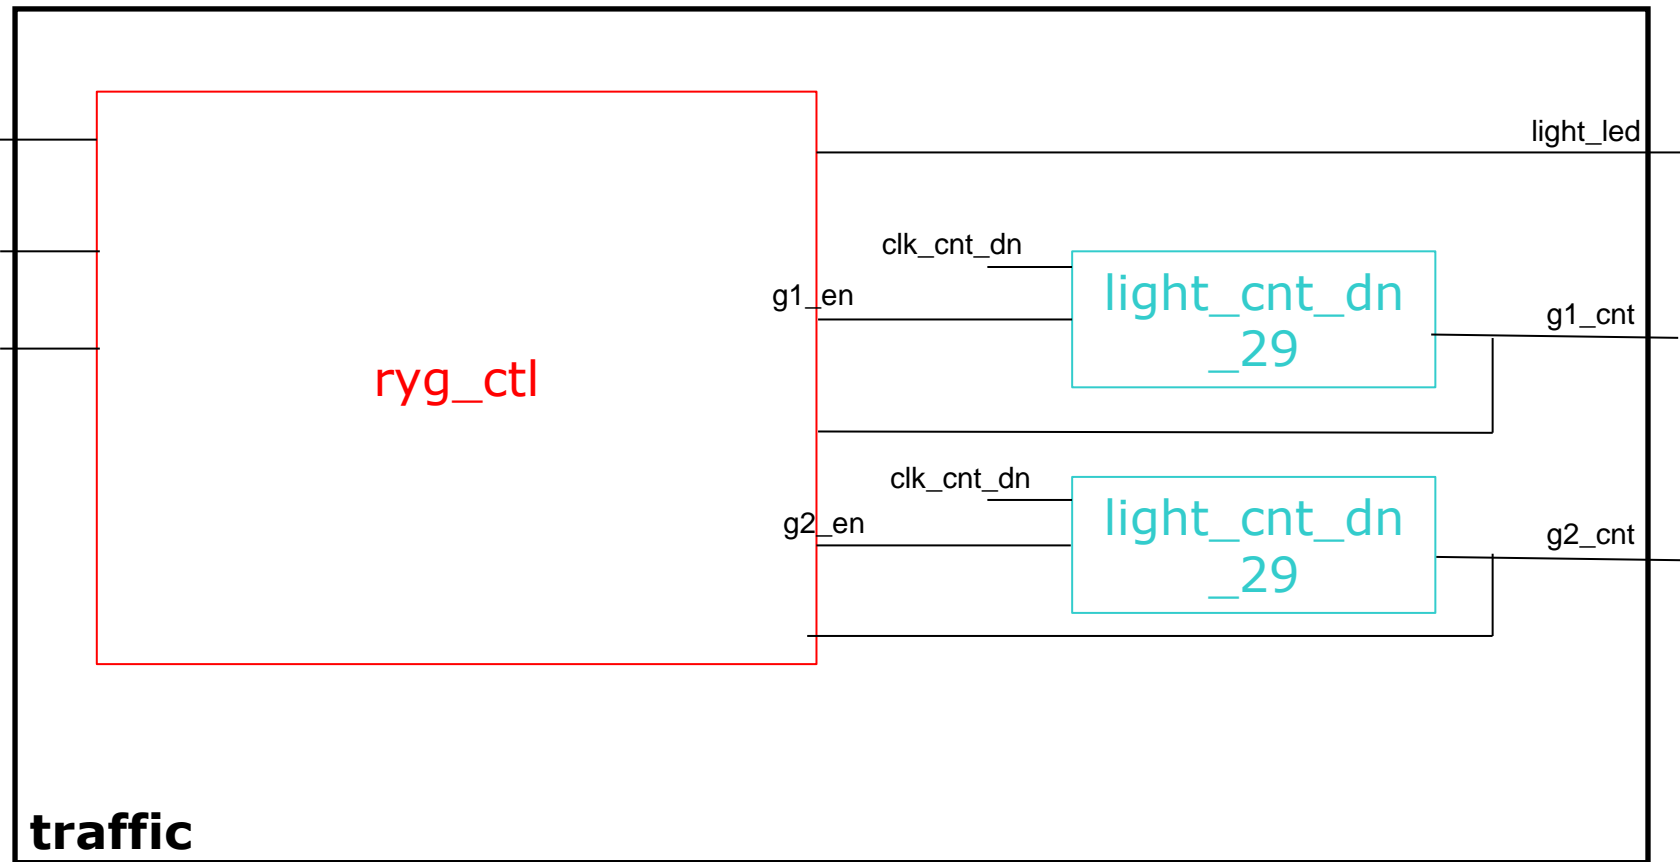 light_led
clk_cnt_dn
light_cnt_dn
_29
g1_en
g1_cnt
ryg_ctl
clk_cnt_dn
light_cnt_dn
_29
g2_en
g2_cnt
traffic